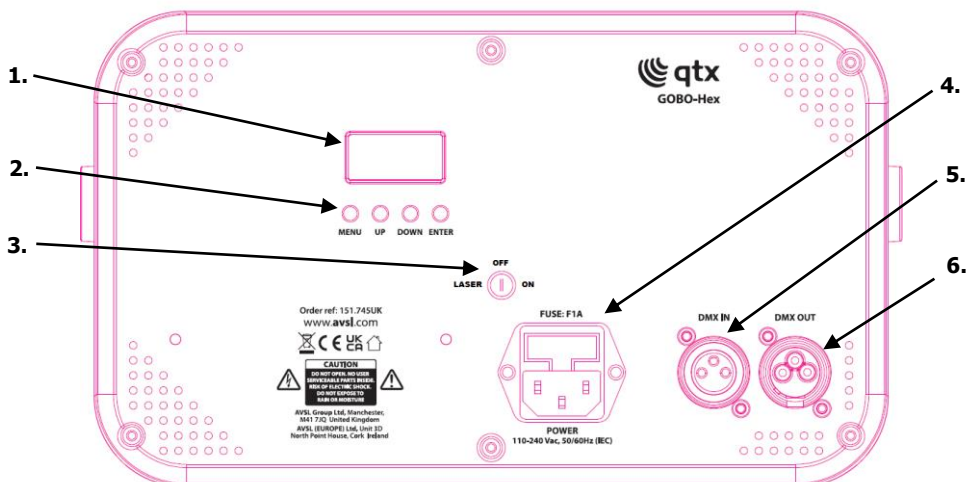 1.
qtx
GOBO-Hex
4.
2.
MENU UP DOWN ENTER
5.
3.
OFF
LASER ON
6.
Order ref: 151.745UK
www.avsl.com
CE UK CA
CAUTION
DO NOT OPEN. NO USER
SERVICEABLE PARTS INSIDE.
RISK OF ELECTRIC SHOCK.
DO NOT EXPOSE TO
RAIN OR MOISTURE
AVSL Group Ltd, Manchester,
M41 7JQ United Kingdom
AVSL (EUROPE) Ltd, Unit 3D
North Point House, Cork Ireland
FUSE: F1A
POWER
110-240 Vac, 50/60Hz (IEC)
DMX IN DMX OUT